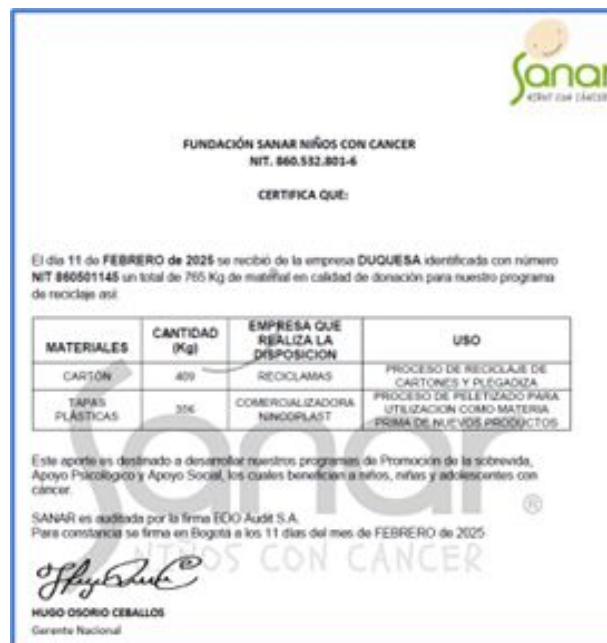 Sanar
NIÑOS CON CÁNCER
FUNDACIÓN SANAR NIÑOS CON CANCER
NIT. 860.532.801-6
CERTIFICA QUE:
El día 11 de FEBRERO de 2025 se recibió de la empresa DUQUESA identificada con número
NIT 860501145 un total de 765 Kg de material en calidad de donación para nuestro programa
de reciclaje así:
MATERIALES CANTIDAD (Kg) EMPRESA QUE REALIZA LA DISPOSICION USO
CARTÓN 409 RECICLAMAS PROCESO DE RECICLAJE DE CARTONES Y PLEGADIZA
TAPAS PLÁSTICAS 356 COMERCIALIZADORA NINCOPLAST PROCESO DE PELETIZADO PARA UTILIZACION COMO MATERIA PRIMA DE NUEVOS PRODUCTOS
Este aporte es destinado a desarrollar nuestros programas de Promoción de la sobrevida,
Apoyo Psicológico y Apoyo Social, los cuales benefician a niños, niñas y adolescentes con
cáncer.
SANAR es auditada por la firma BDO Audit S.A.
Para constancia se firma en Bogotá a los 11 días del mes de FEBRERO de 2025
Sanar
NIÑOS CON CÁNCER
HUGO OSORIO CEBALLOS
Gerente Nacional